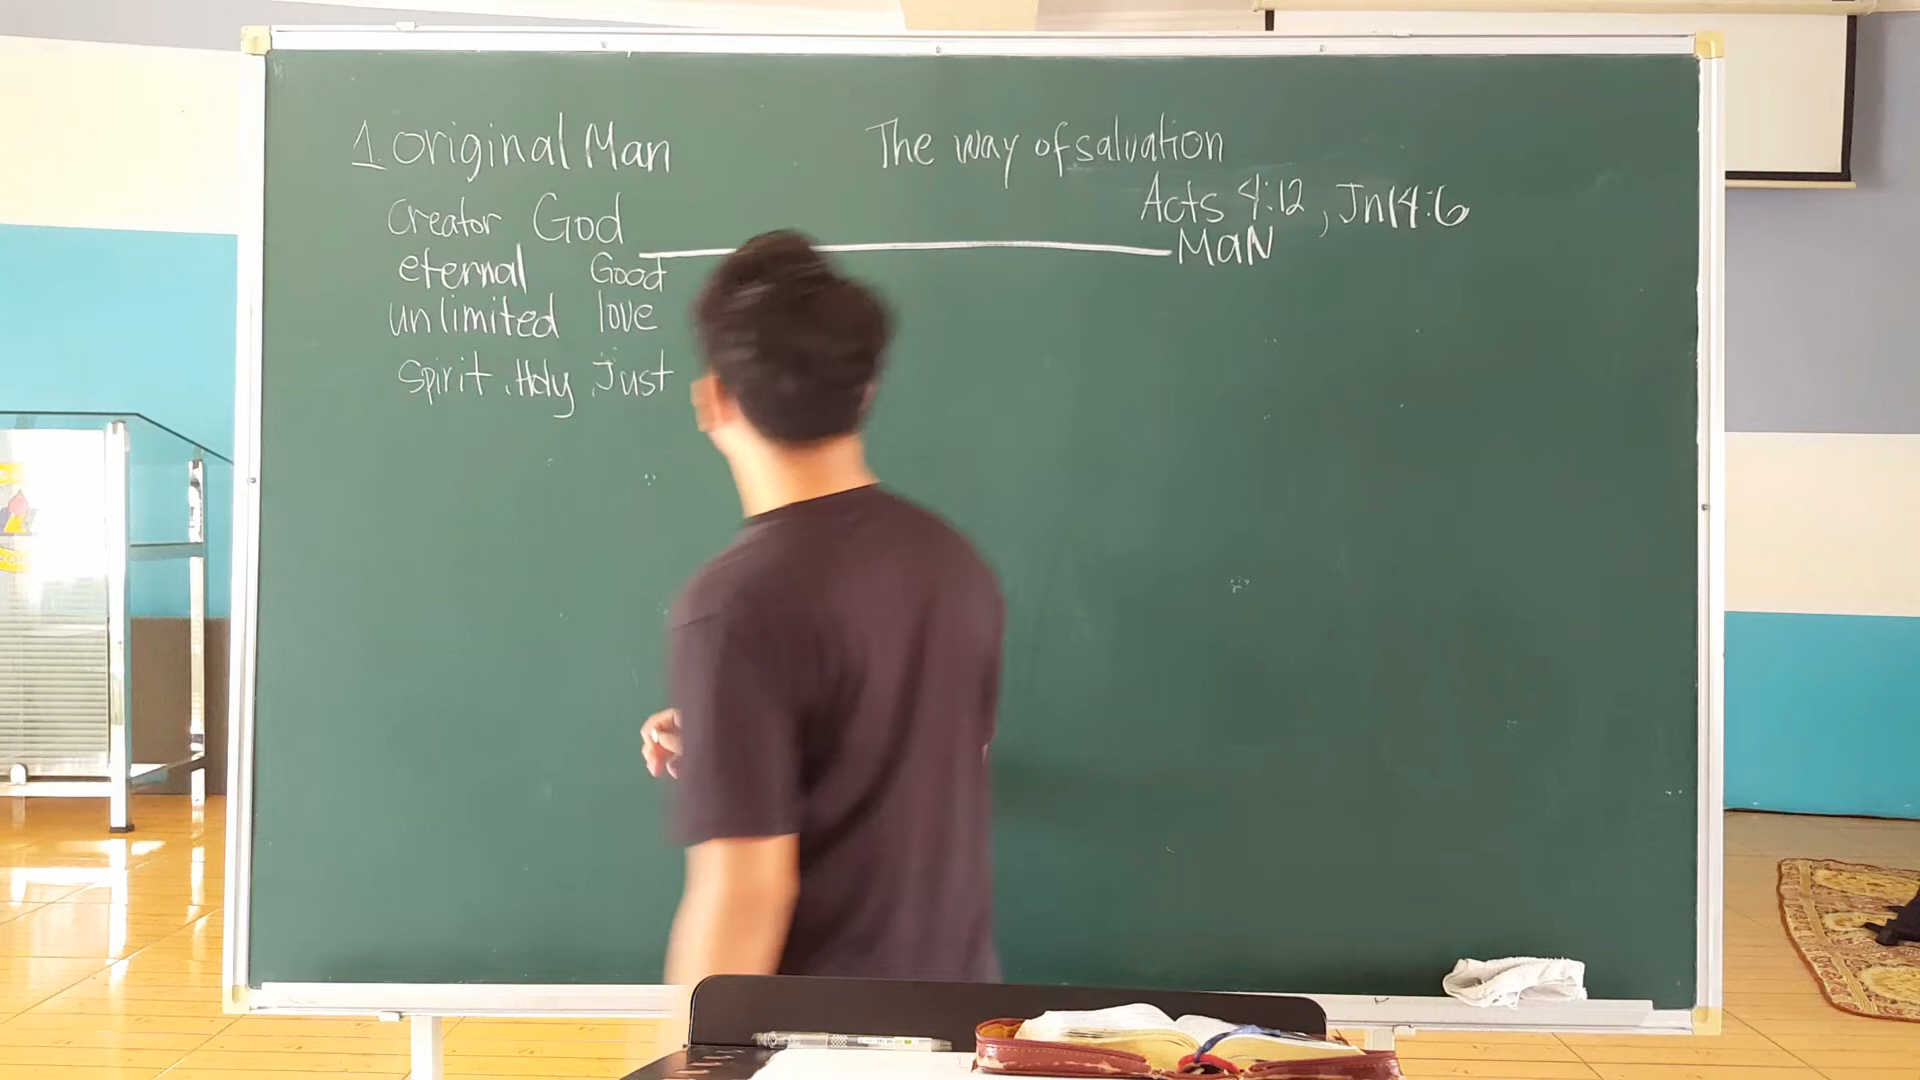 1. Original Man
The way of salvation
Acts 4:12, Jn14:6
Creator God
MaN
eternal Good
unlimited love
Spirit. Holy Just